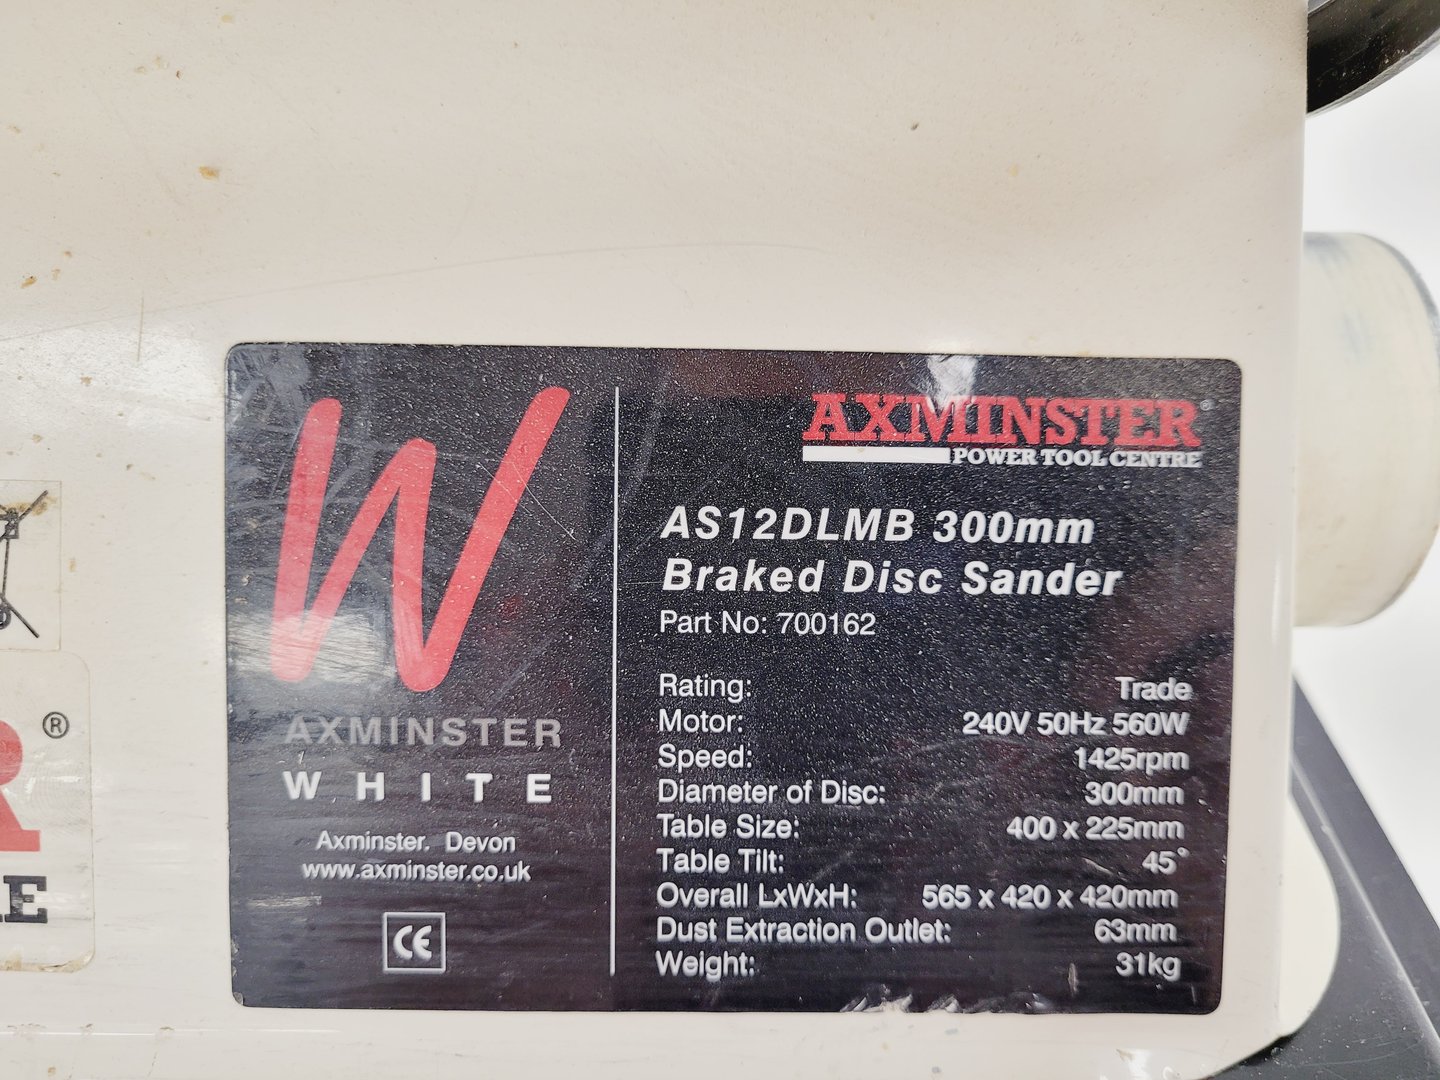 R®
RE
W
AXMINSTER
WHITE
Axminster. Devon
www.axminster.co.uk
CE
AXMINSTER®
POWER TOOL CENTRE
AS12DLMB 300mm
Braked Disc Sander
Part No: 700162
Rating: Trade
Motor: 240V 50Hz 560W
Speed: 1425rpm
Diameter of Disc: 300mm
Table Size: 400 x 225mm
Table Tilt: 45°
Overall LxWxH: 565 x 420 x 420mm
Dust Extraction Outlet: 63mm
Weight: 31kg